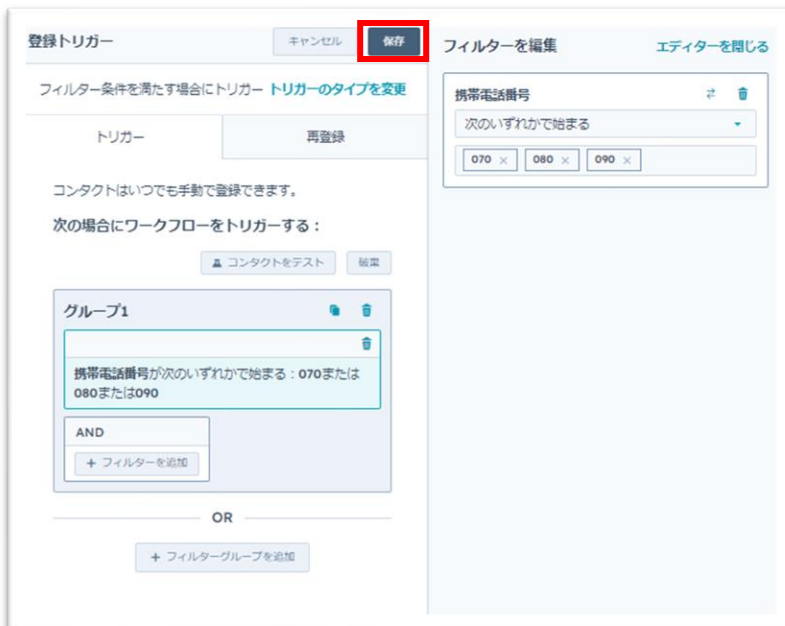 登録トリガー
キャンセル
保存
フィルター条件を満たす場合にトリガー トリガーのタイプを変更
トリガー
再登録
コンタクトはいつでも手動で登録できます。
次の場合にワークフローをトリガーする：
コンタクトをテスト
破棄
グループ1
携帯電話番号が次のいずれかで始まる：070または
080または090
AND
+ フィルターを追加
OR
+ フィルターグループを追加
フィルターを編集
エディターを閉じる
携帯電話番号
次のいずれかで始まる
070 ×
080 ×
090 ×